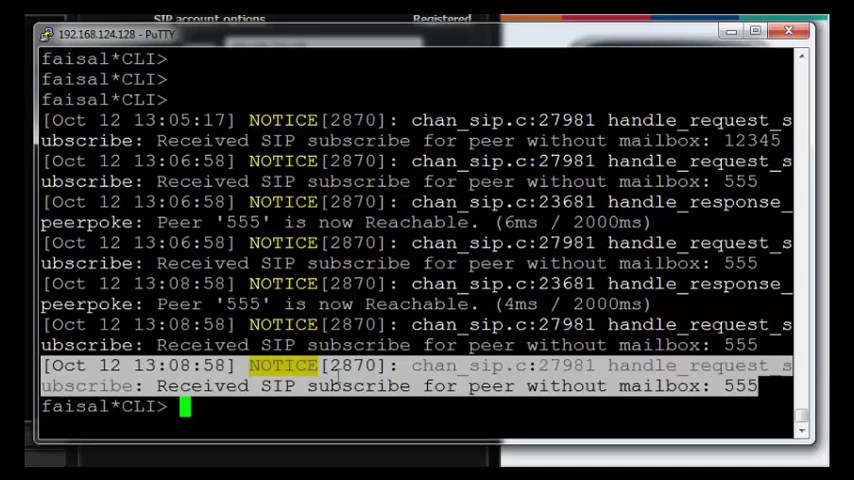 SIP account options
Registered
192.168.124.128 - PuTTY
faisal*CLI>
faisal*CLI>
faisal*CLI>
[Oct 12 13:05:17] NOTICE[2870]: chan_sip.c:27981 handle_request_s
ubscribe: Received SIP subscribe for peer without mailbox: 12345
[Oct 12 13:06:58] NOTICE[2870]: chan_sip.c:27981 handle_request_s
ubscribe: Received SIP subscribe for peer without mailbox: 555
[Oct 12 13:06:58] NOTICE[2870]: chan_sip.c:23681 handle_response_
peerpoke: Peer '555' is now Reachable. (6ms / 2000ms)
[Oct 12 13:06:58] NOTICE[2870]: chan_sip.c:27981 handle_request_s
ubscribe: Received SIP subscribe for peer without mailbox: 555
[Oct 12 13:08:58] NOTICE[2870]: chan_sip.c:23681 handle_response_
peerpoke: Peer '555' is now Reachable. (4ms / 2000ms)
[Oct 12 13:08:58] NOTICE[2870]: chan_sip.c:27981 handle_request_s
ubscribe: Received SIP subscribe for peer without mailbox: 555
[Oct 12 13:08:58] NOTICE[2870]: chan_sip.c:27981 handle_request_s
ubscribe: Received SIP subscribe for peer without mailbox: 555
faisal*CLI>